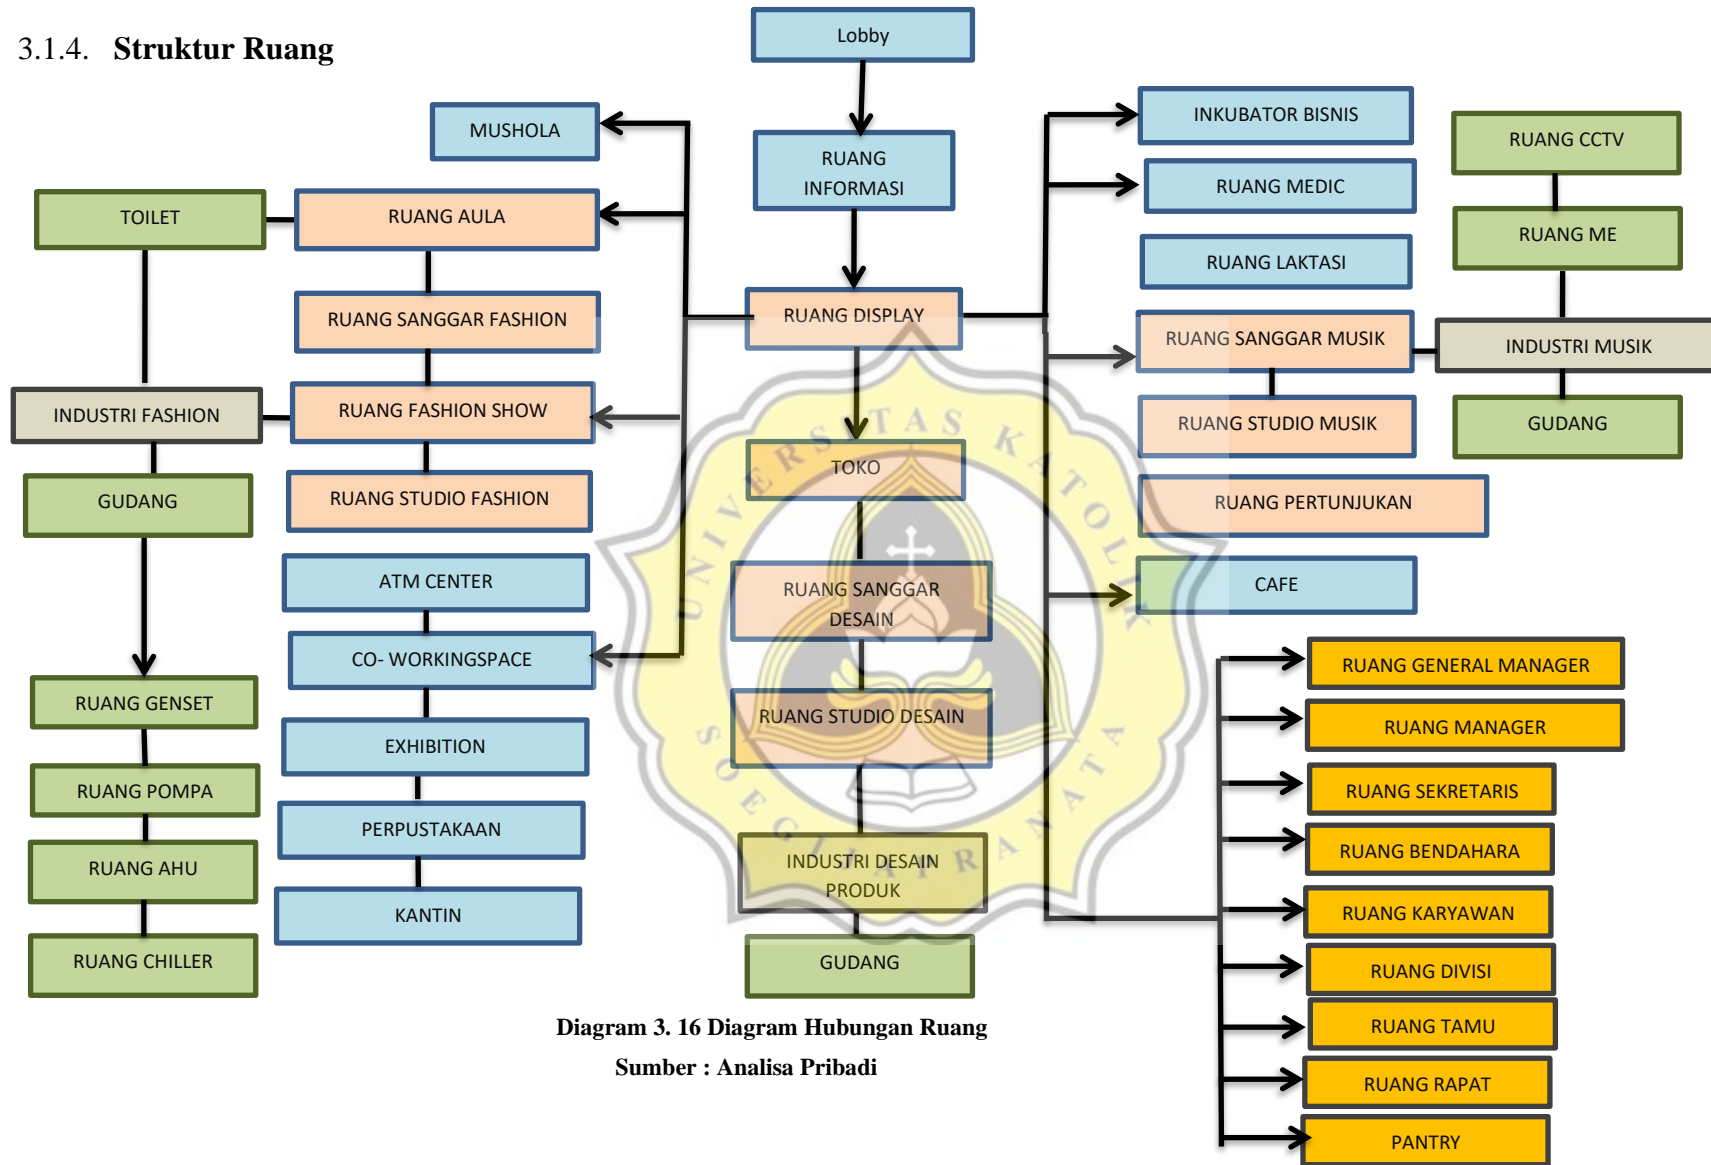 3.1.4. Struktur Ruang
Lobby
RUANG
INFORMASI
RUANG DISPLAY
TOKO
RUANG SANGGAR
DESAIN
RUANG STUDIO DESAIN
INDUSTRI DESAIN
PRODUK
GUDANG
MUSHOLA
TOILET
RUANG AULA
RUANG SANGGAR FASHION
INDUSTRI FASHION
RUANG FASHION SHOW
GUDANG
RUANG STUDIO FASHION
ATM CENTER
CO- WORKINGSPACE
EXHIBITION
PERPUSTAKAAN
KANTIN
RUANG GENSET
RUANG POMPA
RUANG AHU
RUANG CHILLER
INKUBATOR BISNIS
RUANG MEDIC
RUANG LAKTASI
RUANG SANGGAR MUSIK
RUANG STUDIO MUSIK
RUANG PERTUNJUKAN
CAFE
RUANG CCTV
RUANG ME
INDUSTRI MUSIK
GUDANG
RUANG GENERAL MANAGER
RUANG MANAGER
RUANG SEKRETARIS
RUANG BENDAHARA
RUANG KARYAWAN
RUANG DIVISI
RUANG TAMU
RUANG RAPAT
PANTRY
UNIVERSITAS KATOLIK
SOEGIJAPRANATA
Diagram 3. 16 Diagram Hubungan Ruang
Sumber : Analisa Pribadi